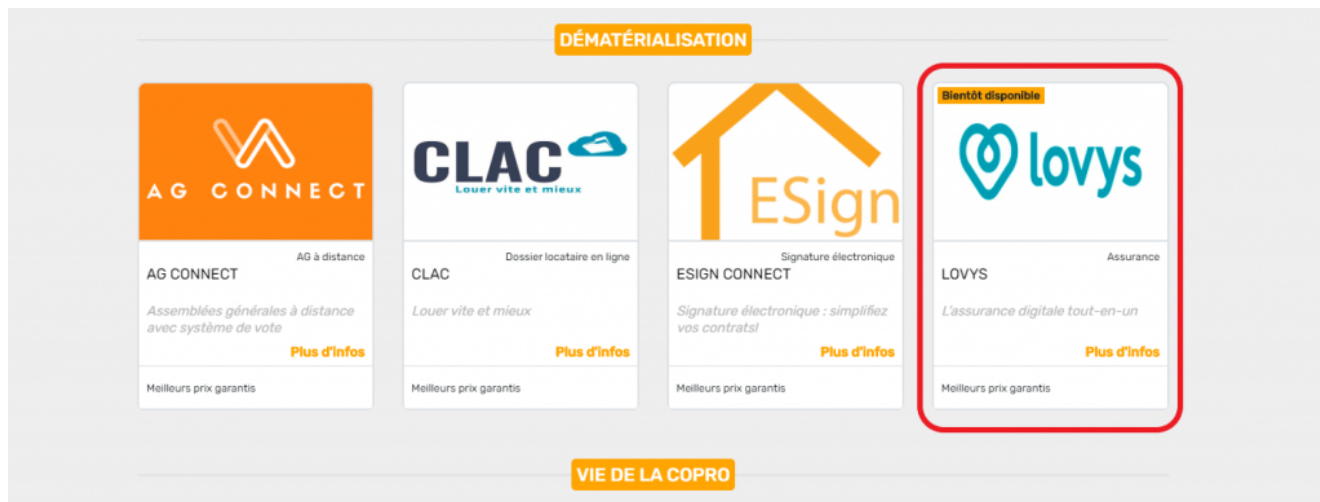 DÉMATÉRIALISATION
AG CONNECT
AG à distance
AG CONNECT
Assemblées générales à distance
avec système de vote
Plus d'infos
Meilleurs prix garantis
CLAC
Louer vite et mieux
Dossier locataire en ligne
CLAC
Louer vite et mieux
Plus d'infos
Meilleurs prix garantis
ESign
Signature électronique
ESIGN CONNECT
Signature électronique : simplifiez
vos contrats!
Plus d'infos
Meilleurs prix garantis
Bientôt disponible
lovys
Assurance
LOVYS
L'assurance digitale tout-en-un
Plus d'infos
Meilleurs prix garantis
VIE DE LA COPRO